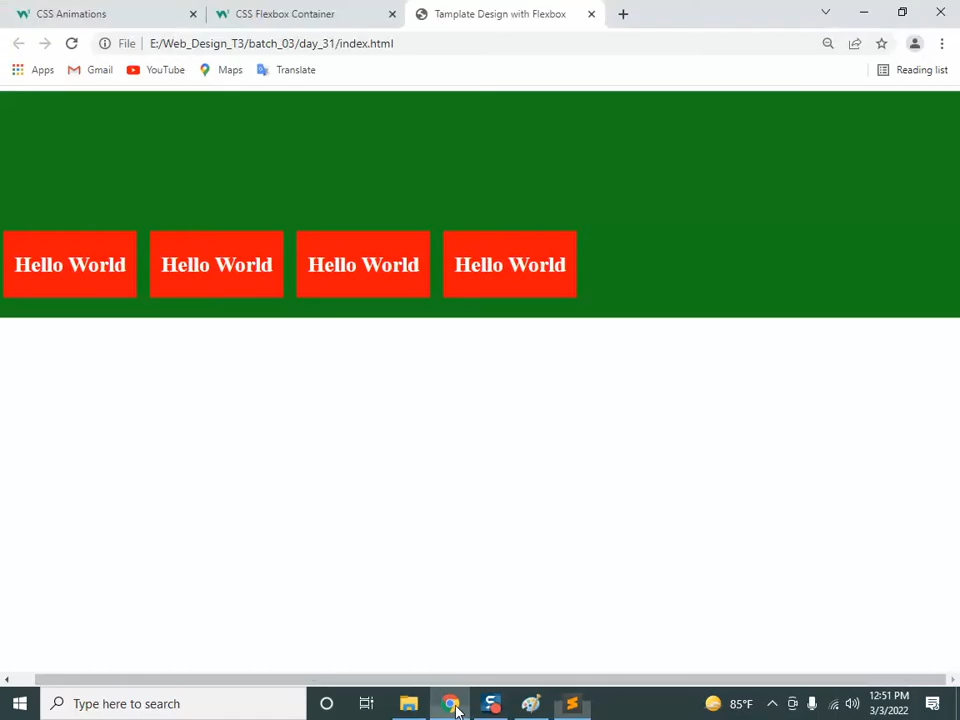 CSS Animations
CSS Flexbox Container
Tamplate Design with Flexbox
File
E:/Web_Design_T3/batch_03/day_31/index.html
Apps
Gmail
YouTube
Maps
Translate
Reading list
Hello World
Hello World
Hello World
Hello World
Type here to search
85°F
12:51 PM
3/3/2022